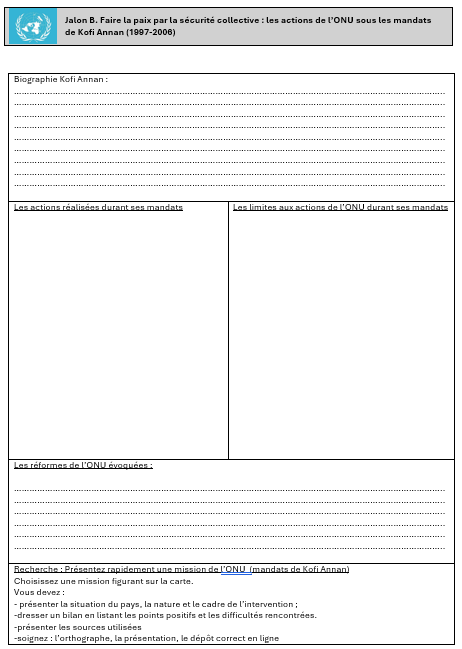 Jalon B. Faire la paix par la sécurité collective : les actions de l'ONU sous les mandats
de Kofi Annan (1997-2006)
Biographie Kofi Annan :
Les actions réalisées durant ses mandats
Les limites aux actions de l'ONU durant ses mandats
Les réformes de l'ONU évoquées :
Recherche : Présentez rapidement une mission de l'ONU (mandats de Kofi Annan)
Choisissez une mission figurant sur la carte.
Vous devez :
- présenter la situation du pays, la nature et le cadre de l'intervention ;
-dresser un bilan en listant les points positifs et les difficultés rencontrées.
-présenter les sources utilisées
-soignez : l'orthographe, la présentation, le dépôt correct en ligne